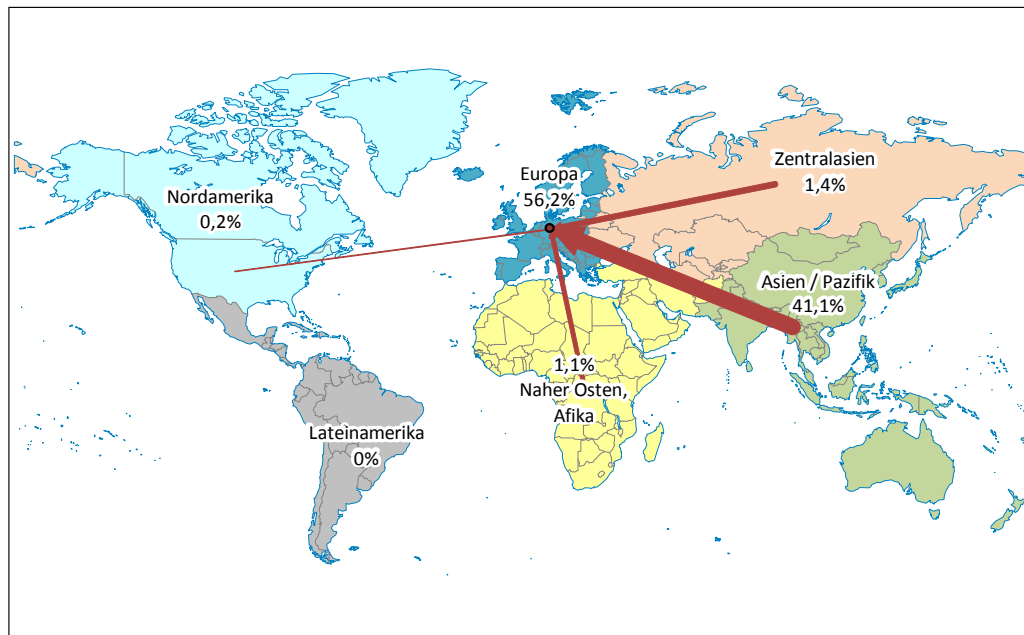 Nordamerika
0,2%
Europa
56,2%
Zentralasien
1,4%
Asien / Pazifik
41,1%
1,1%
Naher Osten,
Afika
Lateinamerika
0%